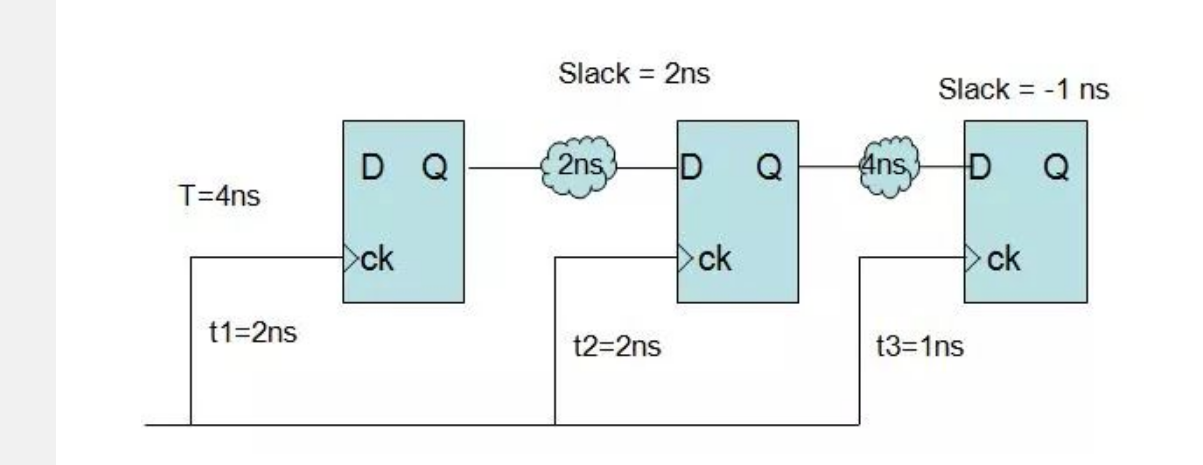 Slack = 2ns
Slack = -1 ns
D Q
2ns
D Q
4ns
D Q
T=4ns
ck
ck
ck
t1=2ns
t2=2ns
t3=1ns